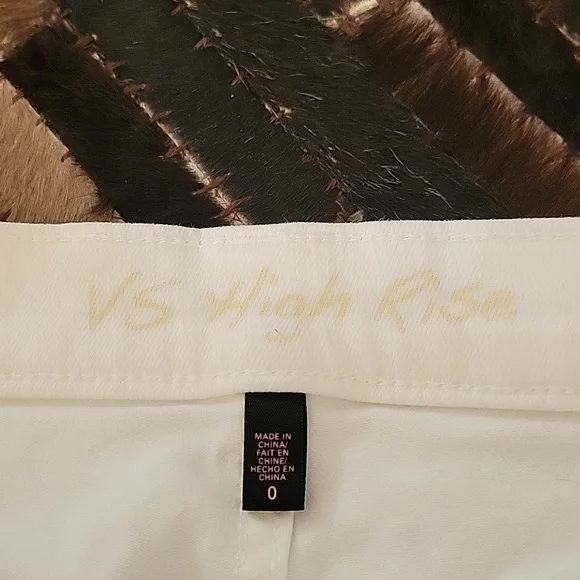 VS High Rise
MADE IN
CHINA/
FAIT EN
CHINE/
HECHO EN
CHINA
0